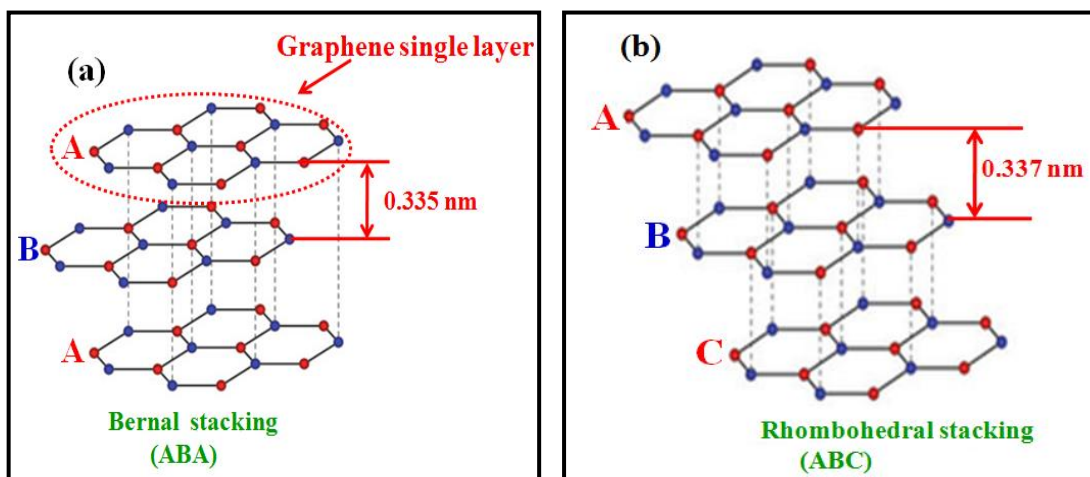 (a)
Graphene single layer
A
0.335 nm
B
A
Bernal stacking
(ABA)
(b)
A
0.337 nm
B
C
Rhombohedral stacking
(ABC)